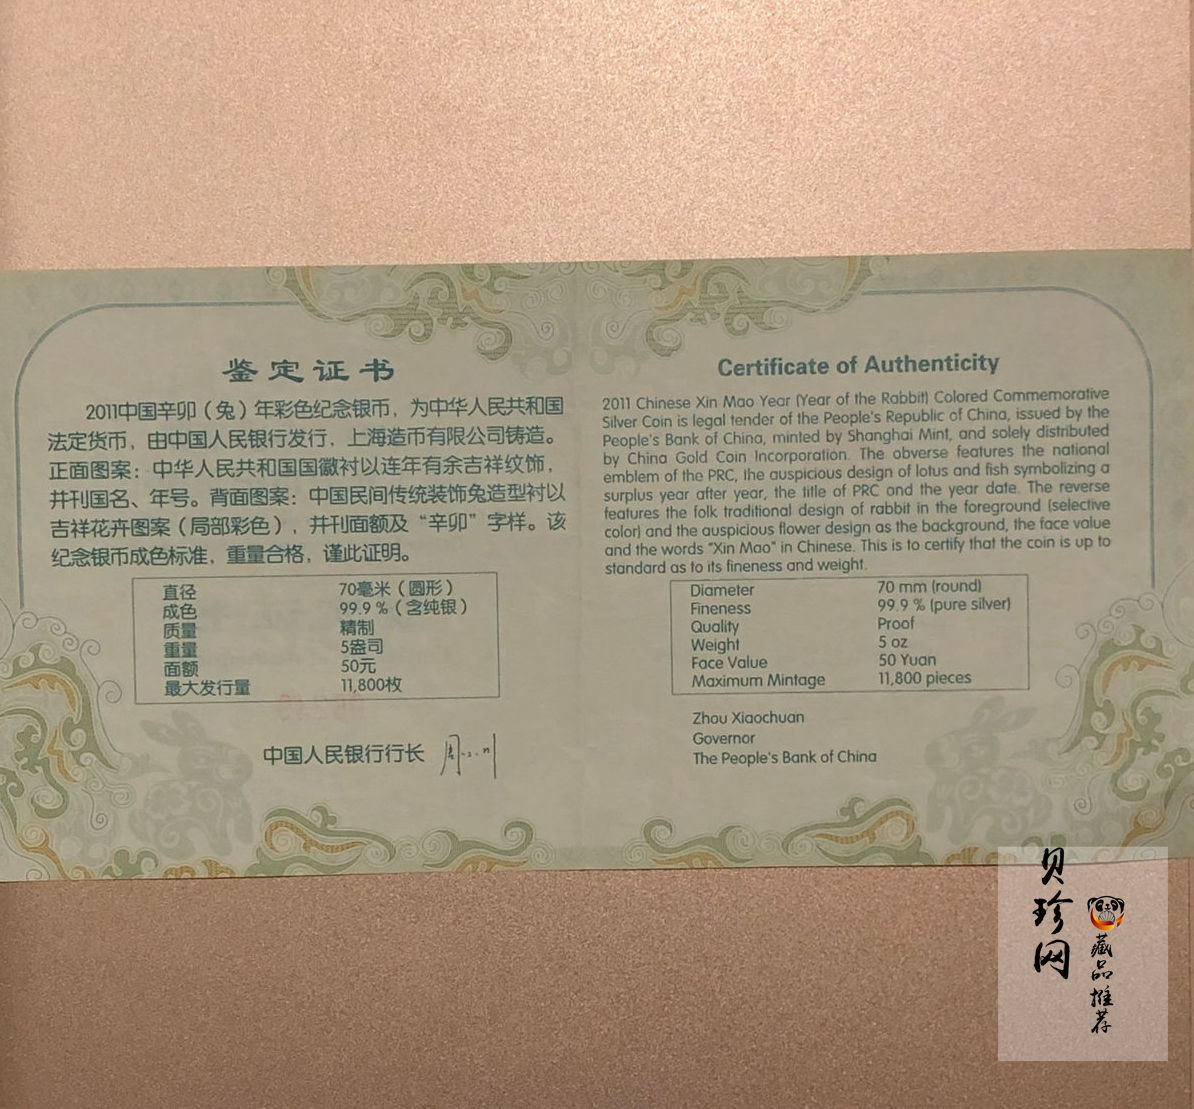 鉴定证书
2011中国辛卯（兔）年彩色纪念银币，为中华人民共和国
法定货币，由中国人民银行发行，上海造币有限公司铸造。
正面图案：中华人民共和国国徽衬以连年有余吉祥纹饰，
并刊国名、年号。背面图案：中国民间传统装饰兔造型衬以
吉祥花卉图案（局部彩色），并刊面额及“辛卯”字样。该
纪念银币成色标准，重量合格，谨此证明。
直径 70毫米（圆形）
成色 99.9 %（含纯银）
质量 精制
重量 5盎司
面额 50元
最大发行量 11,800枚
中国人民银行行长
Certificate of Authenticity
2011 Chinese Xin Mao Year (Year of the Rabbit) Colored Commemorative
Silver Coin is legal tender of the People's Republic of China, issued by the
People's Bank of China, minted by Shanghai Mint, and solely distributed
by China Gold Coin Incorporation. The obverse features the national
emblem of the PRC, the auspicious design of lotus and fish symbolizing a
surplus year after year, the title of PRC and the year date. The reverse
features the folk traditional design of rabbit in the foreground (selective
color) and the auspicious flower design as the background, the face value
and the words "Xin Mao" in Chinese. This is to certify that the coin is up to
standard as to its fineness and weight.
Diameter 70 mm (round)
Fineness 99.9 % (pure silver)
Quality Proof
Weight 5 oz
Face Value 50 Yuan
Maximum Mintage 11,800 pieces
Zhou Xiaochuan
Governor
The People's Bank of China
贝珍网
藏品推荐